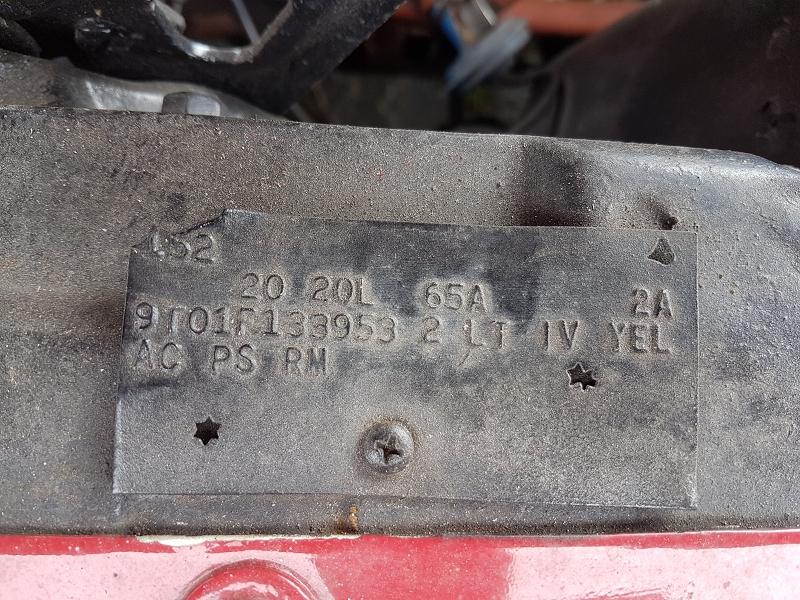 452
20 20L 65A 2A
9T01F133953 2 LT IV YEL
AC PS RM